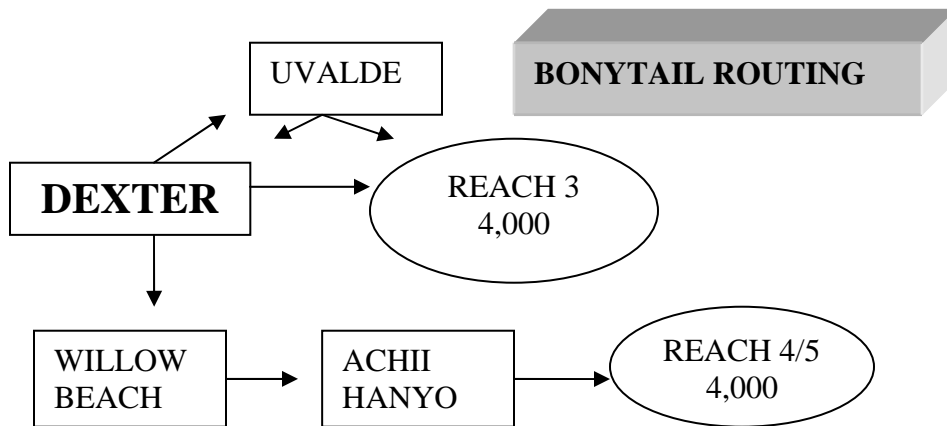 UVALDE
BONYTAIL ROUTING
DEXTER
REACH 3
4,000
WILLOW
BEACH
ACHII
HANYO
REACH 4/5
4,000